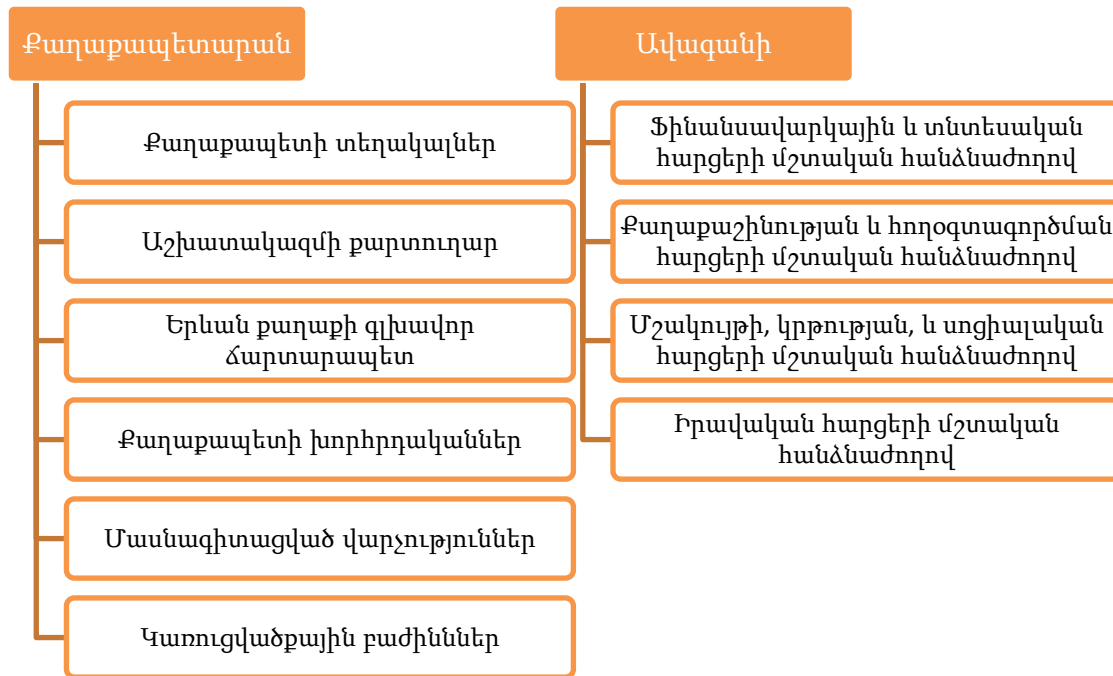 Քաղաքապետարան
Քաղաքապետի տեղակալներ
Աշխատակազմի քարտուղար
Երևան քաղաքի գլխավոր
ճարտարապետ
Քաղաքապետի խորհրդականներ
Մասնագիտացված վարչություններ
Կառուցվածքային բաժինններ
Ավագանի
Ֆինանսավարկային և տնտեսական
հարցերի մշտական հանձնաժողով
Քաղաքաշինության և հողօգտագործման
հարցերի մշտական հանձնաժողով
Մշակույթի, կրթության, և սոցիալական
հարցերի մշտական հանձնաժողով
Իրավական հարցերի մշտական
հանձնաժողով